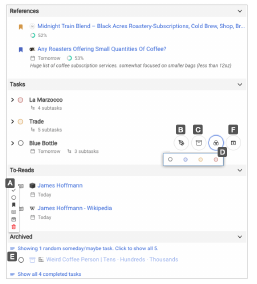 References
Midnight Train Blend – Black Acres Roastery-Subscriptions, Cold Brew, Shop, Br...
52%
Any Roasters Offering Small Quantities Of Coffee?
Tomorrow 53%
Huge list of coffee subscription services. somewhat focused on smaller bags (less than 12oz)
Tasks
La Marzocco
4 subtasks
Trade
5 subtasks
B C F
Blue Bottle
Tomorrow 2 subtasks
D
To-Reads
A
James Hoffmann
Today
W James Hoffmann - Wikipedia
Today
Archived
Showing 1 random someday/maybe task. Click to show all 5.
E Weird Coffee Person | Tens · Hundreds · Thousands
Show all 4 completed tasks